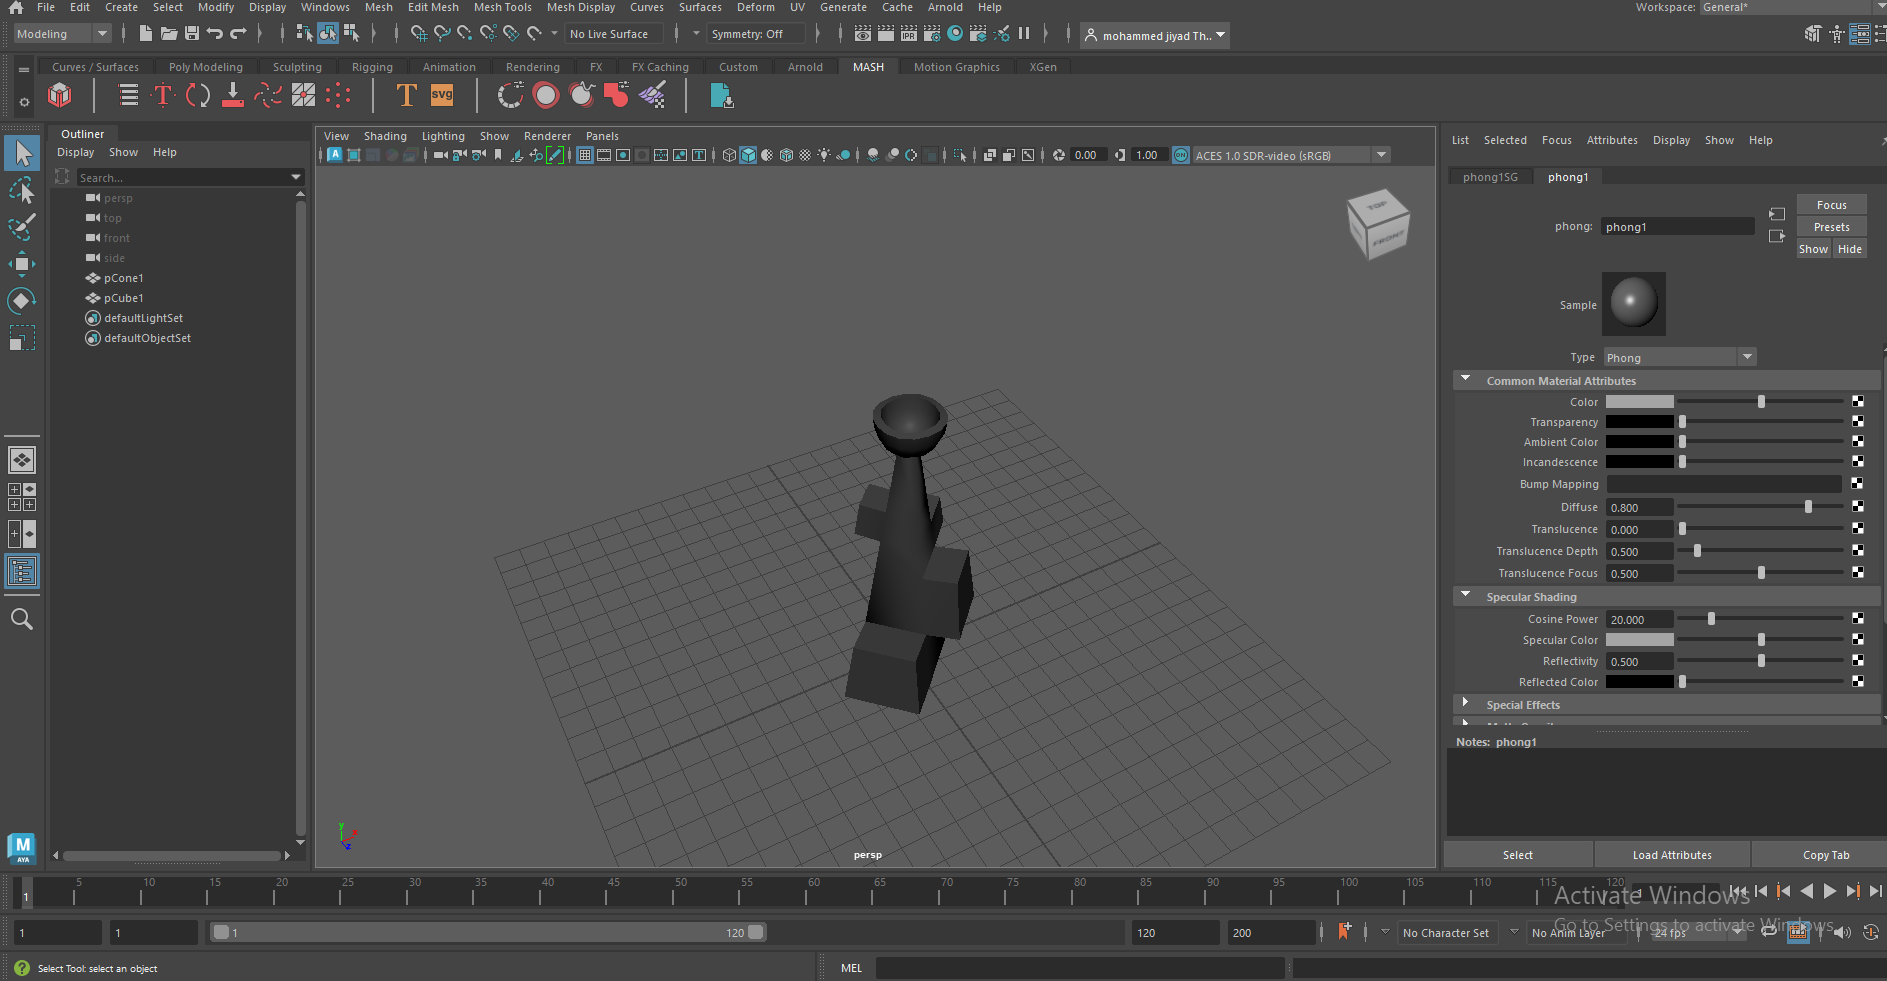 File Edit Create Select Modify Display Windows Mesh Edit Mesh Mesh Tools Mesh Display Curves Surfaces Deform UV Generate Cache Arnold Help Workspace: General*
Modeling No Live Surface Symmetry: Off IPR mohammed jiyad Th..
Curves / Surfaces Poly Modeling Sculpting Rigging Animation Rendering FX FX Caching Custom Arnold MASH Motion Graphics XGen
T T SVG
Outliner
Display Show Help
Search...
persp
top
front
side
pCone1
pCube1
defaultLightSet
defaultObjectSet
View Shading Lighting Show Renderer Panels
0.00 1.00 ON ACES 1.0 SDR-video (sRGB)
TOP
FRONT
y
x
z
persp
List Selected Focus Attributes Display Show Help
phong1SG phong1
phong: phong1
Focus
Presets
Show Hide
Sample
Type Phong
Common Material Attributes
Color
Transparency
Ambient Color
Incandescence
Bump Mapping
Diffuse 0.800
Translucence 0.000
Translucence Depth 0.500
Translucence Focus 0.500
Specular Shading
Cosine Power 20.000
Specular Color
Reflectivity 0.500
Reflected Color
Special Effects
Notes: phong1
Select Load Attributes Copy Tab
M
AYA
1 5 10 15 20 25 30 35 40 45 50 55 60 65 70 75 80 85 90 95 100 105 110 115 120
Activate Windows
Go to Settings to activate Windows.
1 1 1 120 120 200 No Character Set No Anim Layer 24 fps
Select Tool: select an object MEL